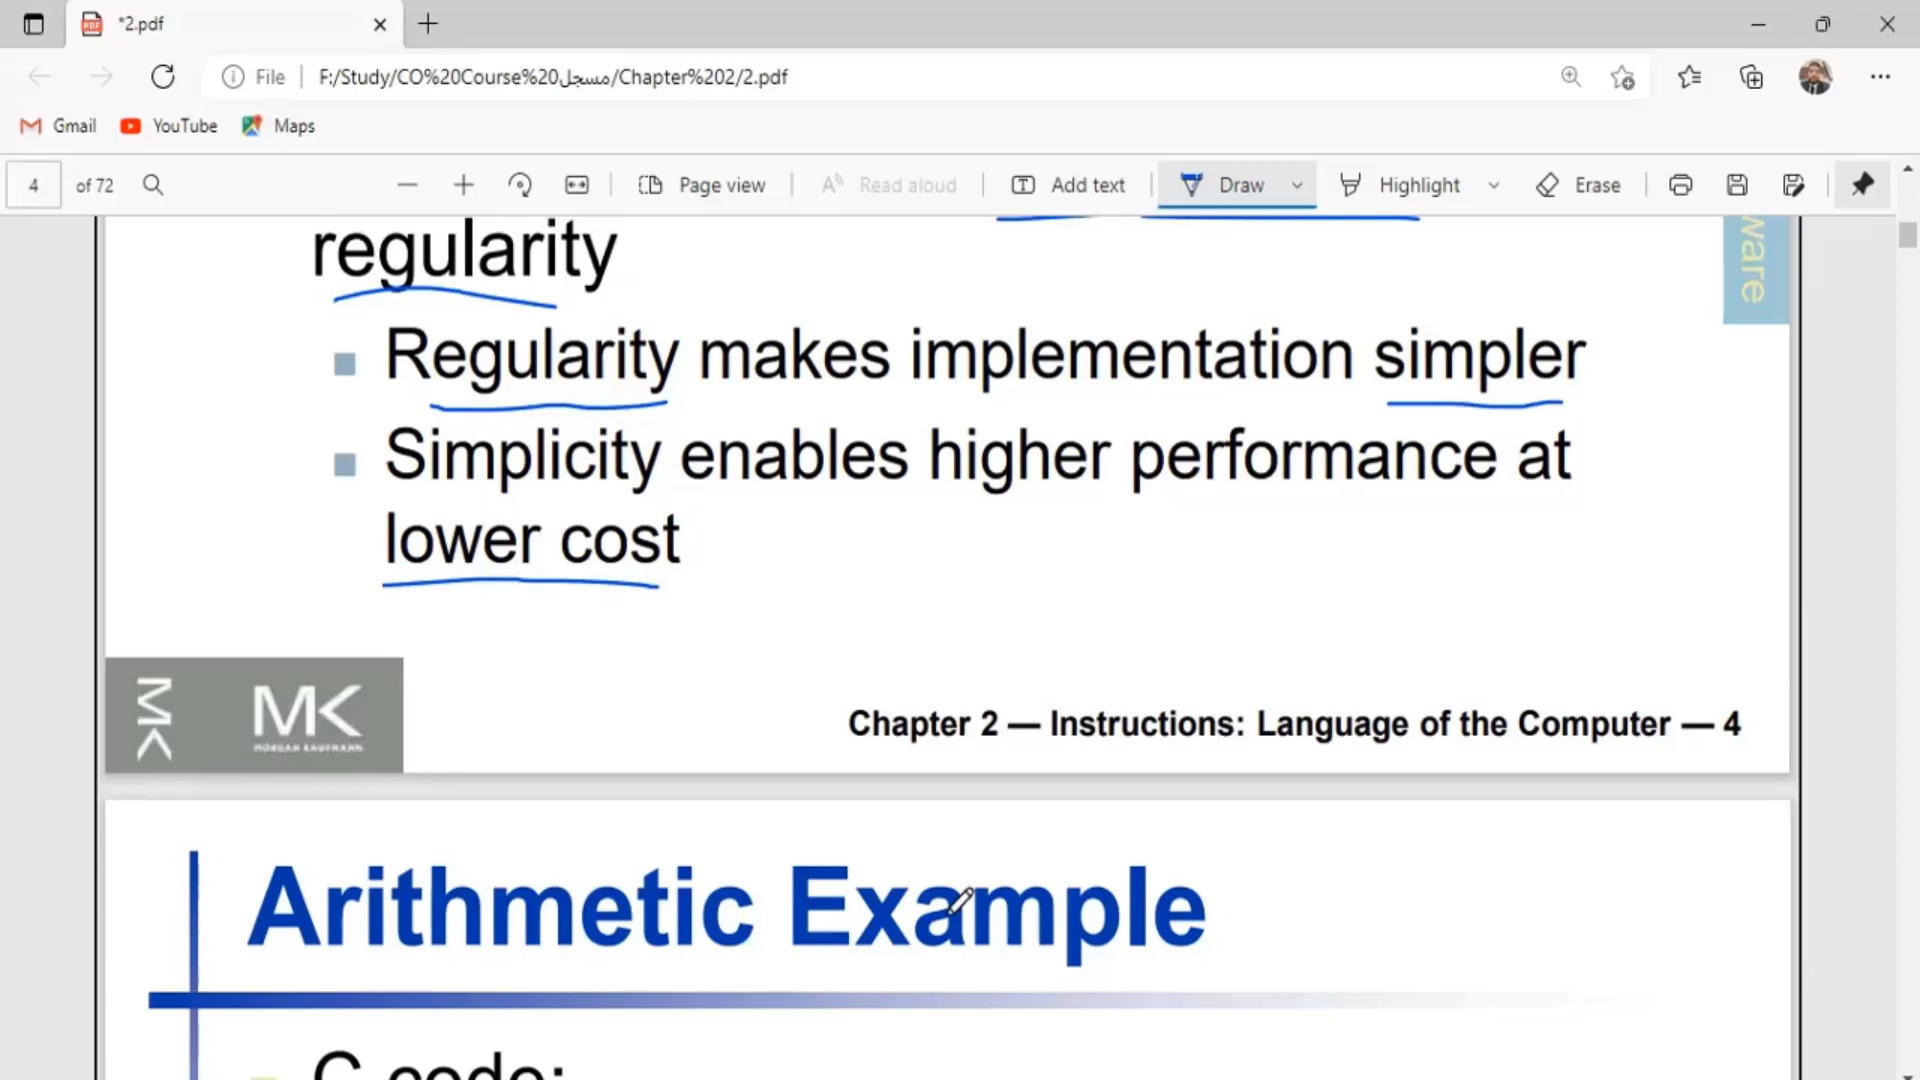 *2.pdf
File
F:/Study/CO%20Course%20مسجل/Chapter%202/2.pdf
Gmail
YouTube
Maps
4 of 72
Page view
Read aloud
Add text
Draw
Highlight
Erase
regularity
ware
Regularity makes implementation simpler
Simplicity enables higher performance at
lower cost
MK
MK
MORGAN KAUFMANN
Chapter 2 — Instructions: Language of the Computer — 4
Arithmetic Example
C code: